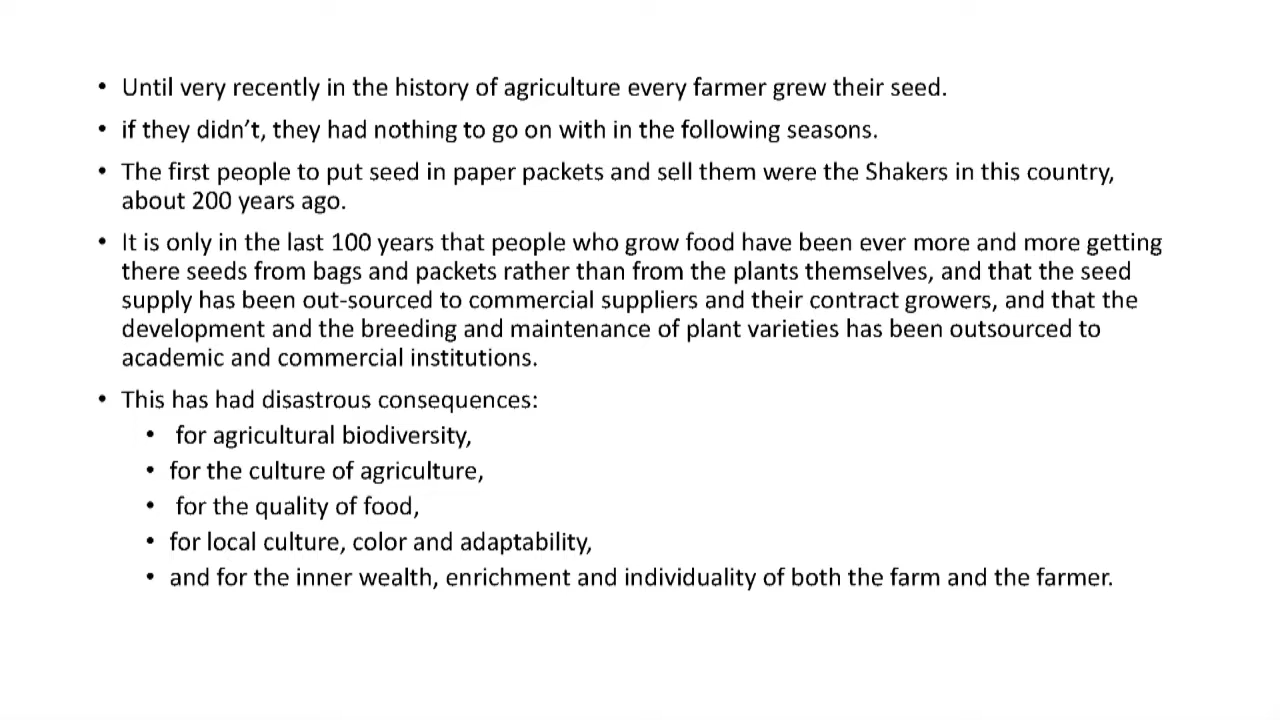 • Until very recently in the history of agriculture every farmer grew their seed.
• if they didn’t, they had nothing to go on with in the following seasons.
• The first people to put seed in paper packets and sell them were the Shakers in this country,
about 200 years ago.
• It is only in the last 100 years that people who grow food have been ever more and more getting
there seeds from bags and packets rather than from the plants themselves, and that the seed
supply has been out-sourced to commercial suppliers and their contract growers, and that the
development and the breeding and maintenance of plant varieties has been outsourced to
academic and commercial institutions.
• This has had disastrous consequences:
• for agricultural biodiversity,
• for the culture of agriculture,
• for the quality of food,
• for local culture, color and adaptability,
• and for the inner wealth, enrichment and individuality of both the farm and the farmer.